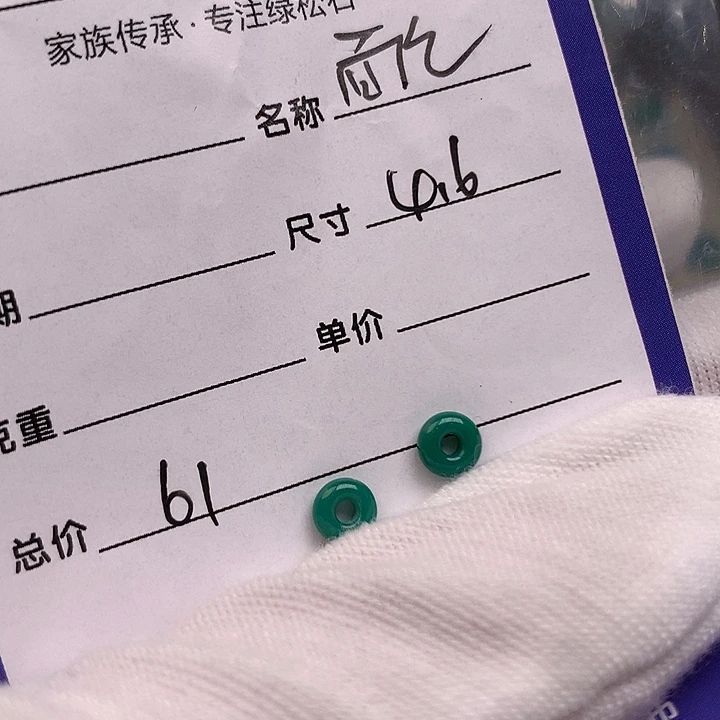 家族传承·专注绿松石
名称
尺寸 φ.6
单价
克重
总价 61